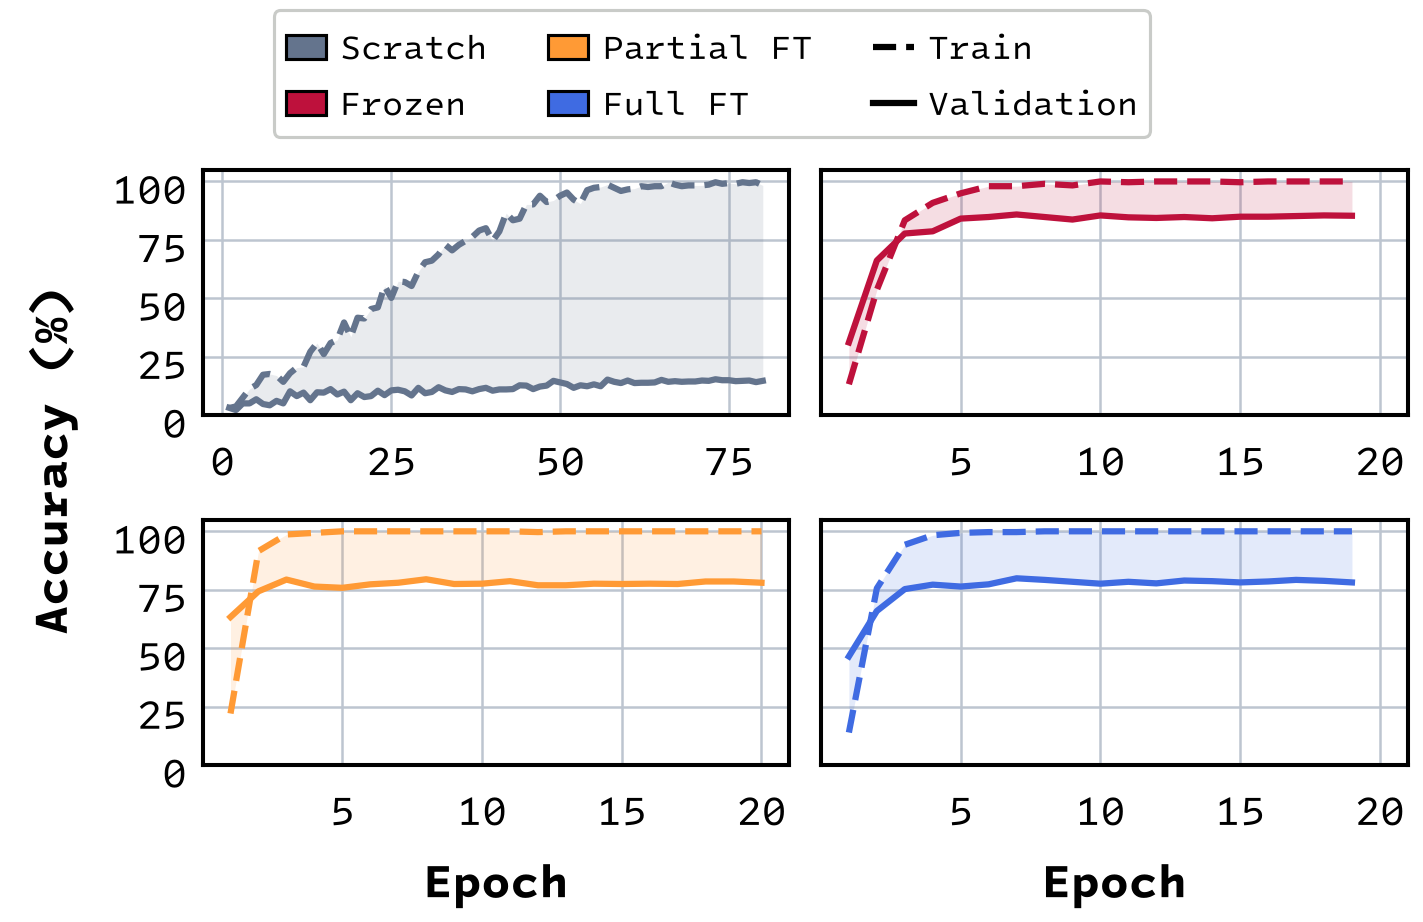 Scratch Partial FT Train
Frozen Full FT Validation
Accuracy (%)
100
75
50
25
0
0 25 50 75
5 10 15 20
100
75
50
25
0
5 10 15 20
5 10 15 20
Epoch Epoch